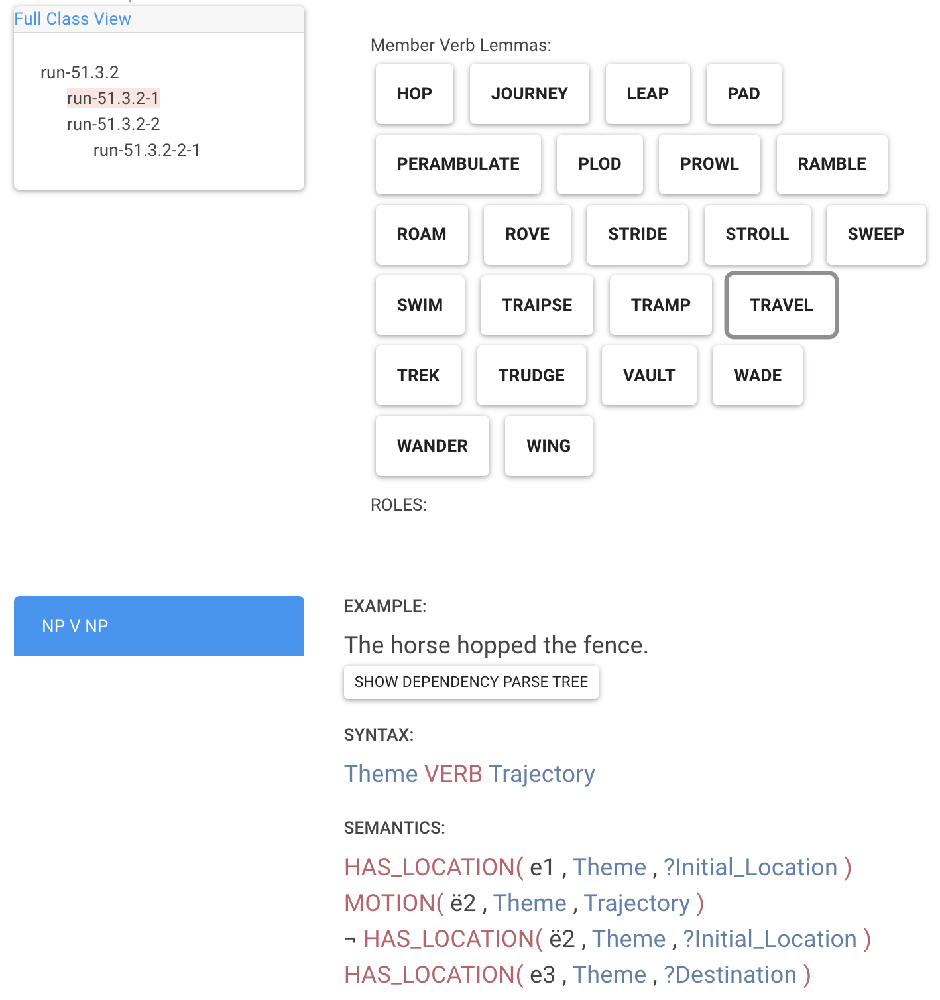 Full Class View
run-51.3.2
run-51.3.2-1
run-51.3.2-2
run-51.3.2-2-1
Member Verb Lemmas:
HOP JOURNEY LEAP PAD
PERAMBULATE PLOD PROWL RAMBLE
ROAM ROVE STRIDE STROLL SWEEP
SWIM TRAIPSE TRAMP TRAVEL
TREK TRUDGE VAULT WADE
WANDER WING
ROLES:
NP V NP
EXAMPLE:
The horse hopped the fence.
SHOW DEPENDENCY PARSE TREE
SYNTAX:
Theme VERB Trajectory
SEMANTICS:
HAS_LOCATION( e1 , Theme , ?Initial_Location )
MOTION( ë2 , Theme , Trajectory )
¬ HAS_LOCATION( ë2 , Theme , ?Initial_Location )
HAS_LOCATION( e3 , Theme , ?Destination )